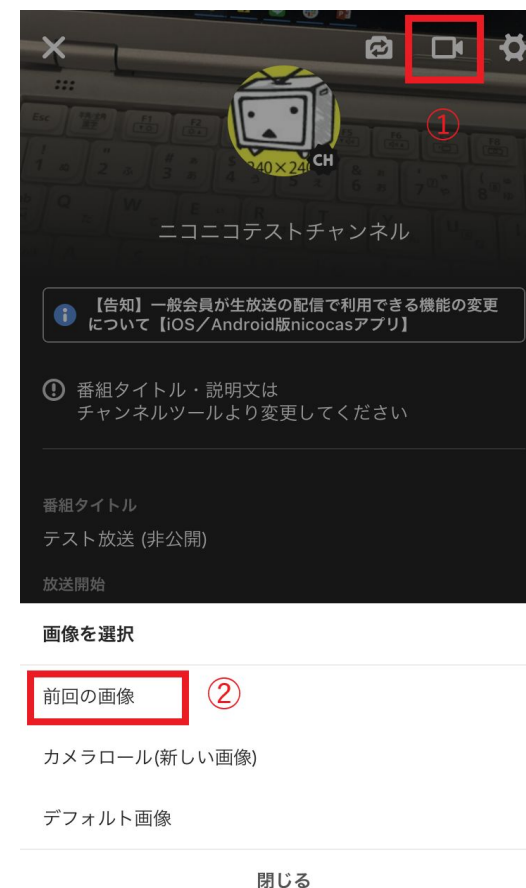 ①
CH
240×240
ニコニコテストチャンネル
【告知】一般会員が生放送の配信で利用できる機能の変更
について【iOS／Android版nicocasアプリ】
番組タイトル・説明文は
チャンネルツールより変更してください
番組タイトル
テスト放送 (非公開)
放送開始
画像を選択
前回の画像
②
カメラロール(新しい画像)
デフォルト画像
閉じる